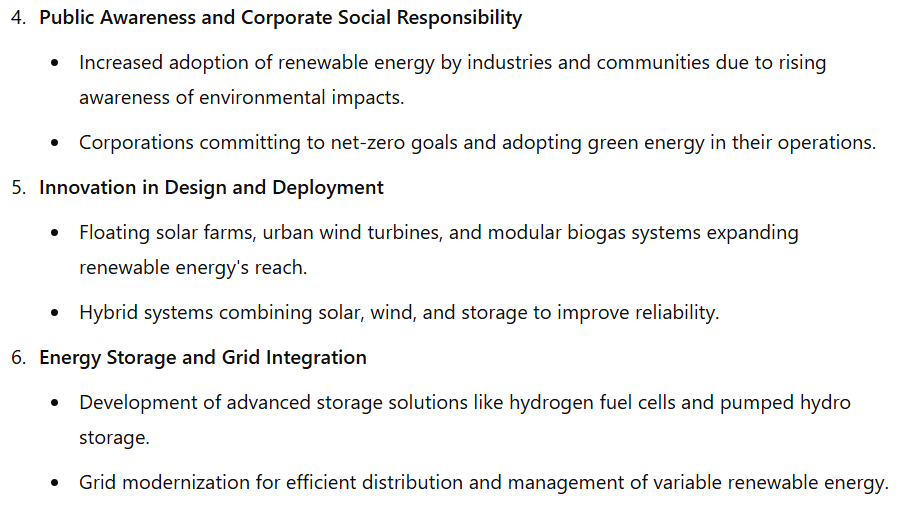 4. Public Awareness and Corporate Social Responsibility
• Increased adoption of renewable energy by industries and communities due to rising
awareness of environmental impacts.
• Corporations committing to net-zero goals and adopting green energy in their operations.
5. Innovation in Design and Deployment
• Floating solar farms, urban wind turbines, and modular biogas systems expanding
renewable energy's reach.
• Hybrid systems combining solar, wind, and storage to improve reliability.
6. Energy Storage and Grid Integration
• Development of advanced storage solutions like hydrogen fuel cells and pumped hydro
storage.
• Grid modernization for efficient distribution and management of variable renewable energy.